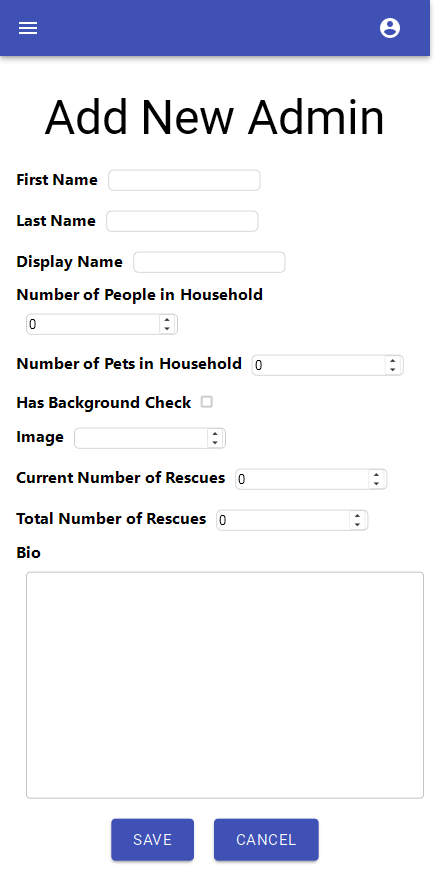 Add New Admin
First Name
Last Name
Display Name
Number of People in Household
0
Number of Pets in Household 0
Has Background Check
Image
Current Number of Rescues 0
Total Number of Rescues 0
Bio
SAVE CANCEL